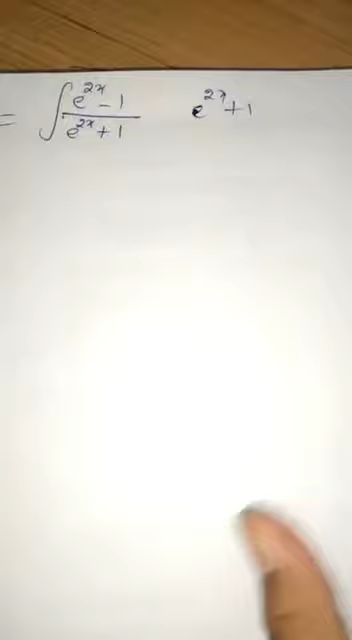 = ∫ (e^{2x} - 1)/(e^{2x} + 1)    e^{2x} + 1